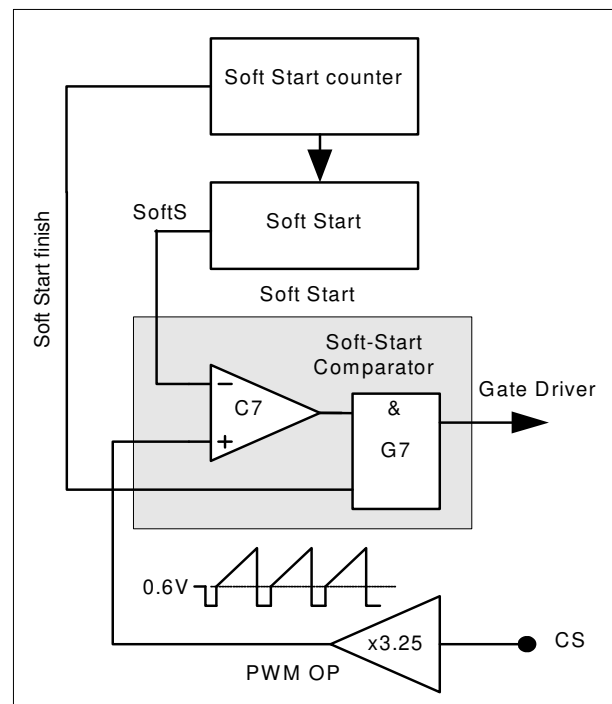 Soft Start counter
SoftS
Soft Start
Soft Start finish
Soft Start
Soft-Start
Comparator
Gate Driver
−
C7
+
&
G7
0.6V
x3.25
CS
PWM OP